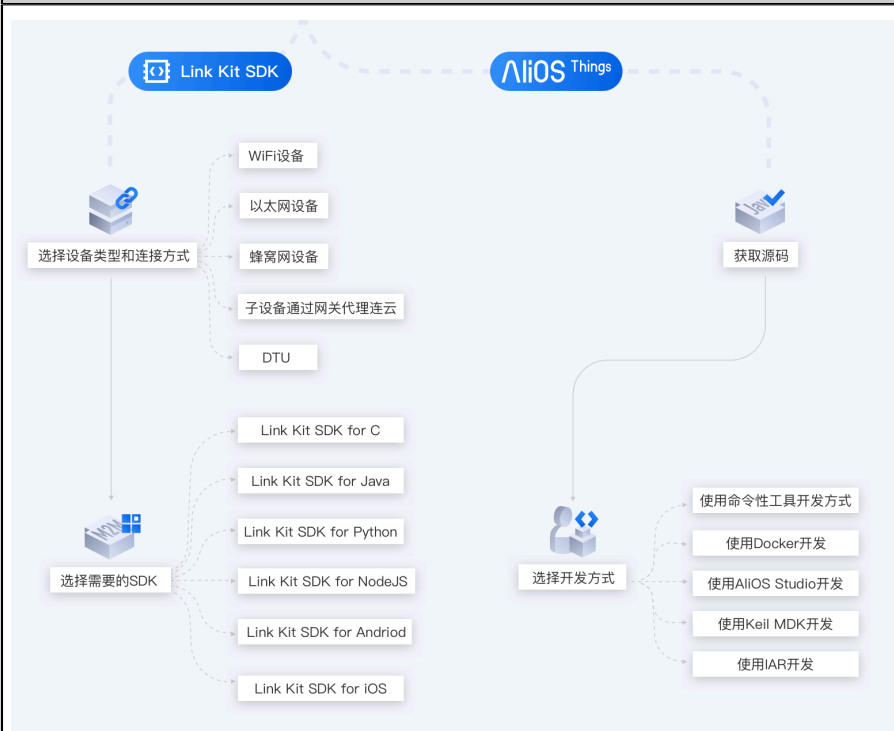 Link Kit SDK
AliOS Things
WiFi设备
以太网设备
选择设备类型和连接方式
蜂窝网设备
子设备通过网关代理连云
DTU
Java
获取源码
Link Kit SDK for C
Link Kit SDK for Java
Link Kit SDK for Python
Link Kit SDK for NodeJS
Link Kit SDK for Andriod
Link Kit SDK for iOS
M2M
选择需要的SDK
选择开发方式
使用命令性工具开发方式
使用Docker开发
使用AliOS Studio开发
使用Keil MDK开发
使用IAR开发